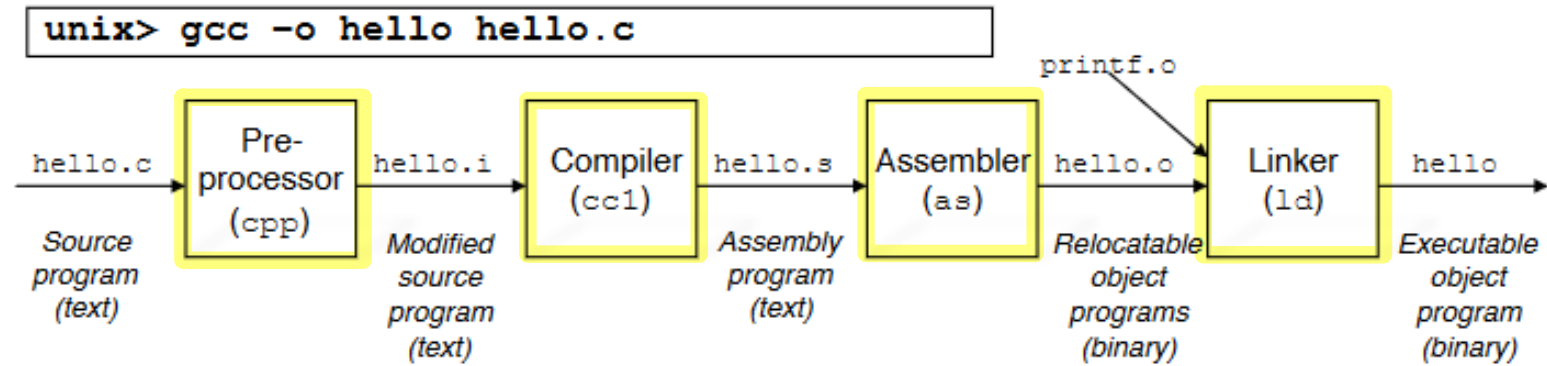 unix> gcc –o hello hello.c
printf.o
hello.c
Pre-
processor
(cpp)
hello.i
Compiler
(cc1)
hello.s
Assembler
(as)
hello.o
Linker
(ld)
hello
Source
program
(text)
Modified
source
program
(text)
Assembly
program
(text)
Relocatable
object
programs
(binary)
Executable
object
program
(binary)